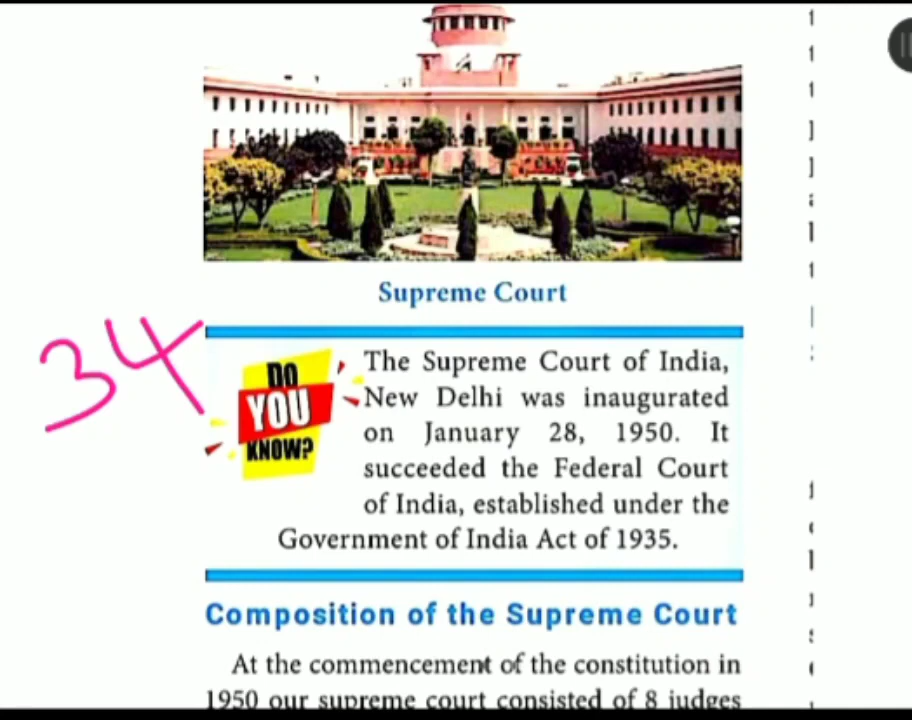 Supreme Court
34
DO
YOU
KNOW?
The Supreme Court of India,
New Delhi was inaugurated
on January 28, 1950. It
succeeded the Federal Court
of India, established under the
Government of India Act of 1935.
Composition of the Supreme Court
At the commencement of the constitution in
1950 our supreme court consisted of 8 judges